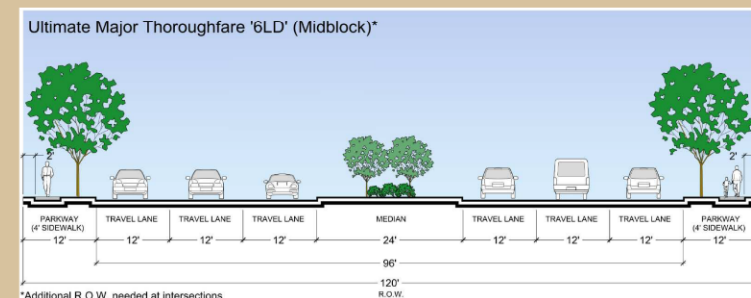 Ultimate Major Thoroughfare '6LD' (Midblock)*
2' 2'
PARKWAY TRAVEL LANE TRAVEL LANE TRAVEL LANE MEDIAN TRAVEL LANE TRAVEL LANE TRAVEL LANE PARKWAY
(4' SIDEWALK) (4' SIDEWALK)
12' 12' 12' 12' 24' 12' 12' 12' 12'
96'
120'
*Additional R.O.W. needed at intersections R.O.W.